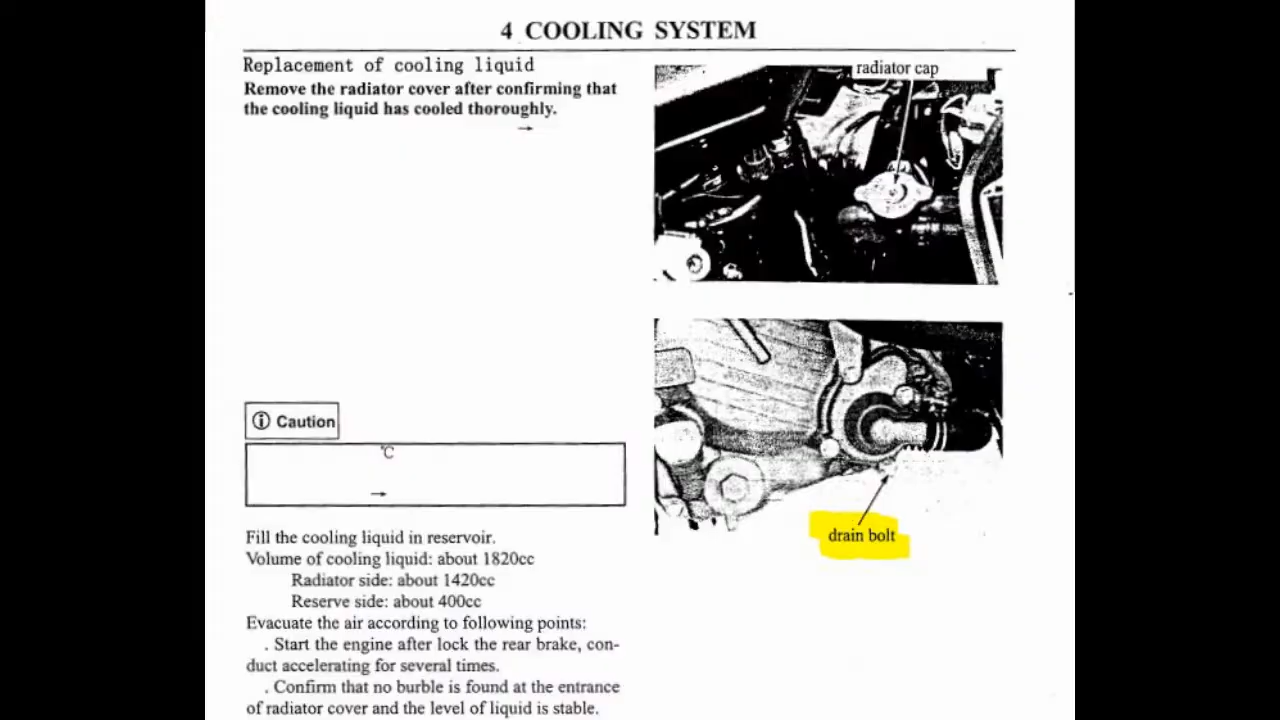 4 COOLING SYSTEM
Replacement of cooling liquid
Remove the radiator cover after confirming that
the cooling liquid has cooled thoroughly.
→
ⓘ Caution
℃
→
Fill the cooling liquid in reservoir.
Volume of cooling liquid: about 1820cc
Radiator side: about 1420cc
Reserve side: about 400cc
Evacuate the air according to following points:
. Start the engine after lock the rear brake, con-
duct accelerating for several times.
. Confirm that no burble is found at the entrance
of radiator cover and the level of liquid is stable.
radiator cap
drain bolt